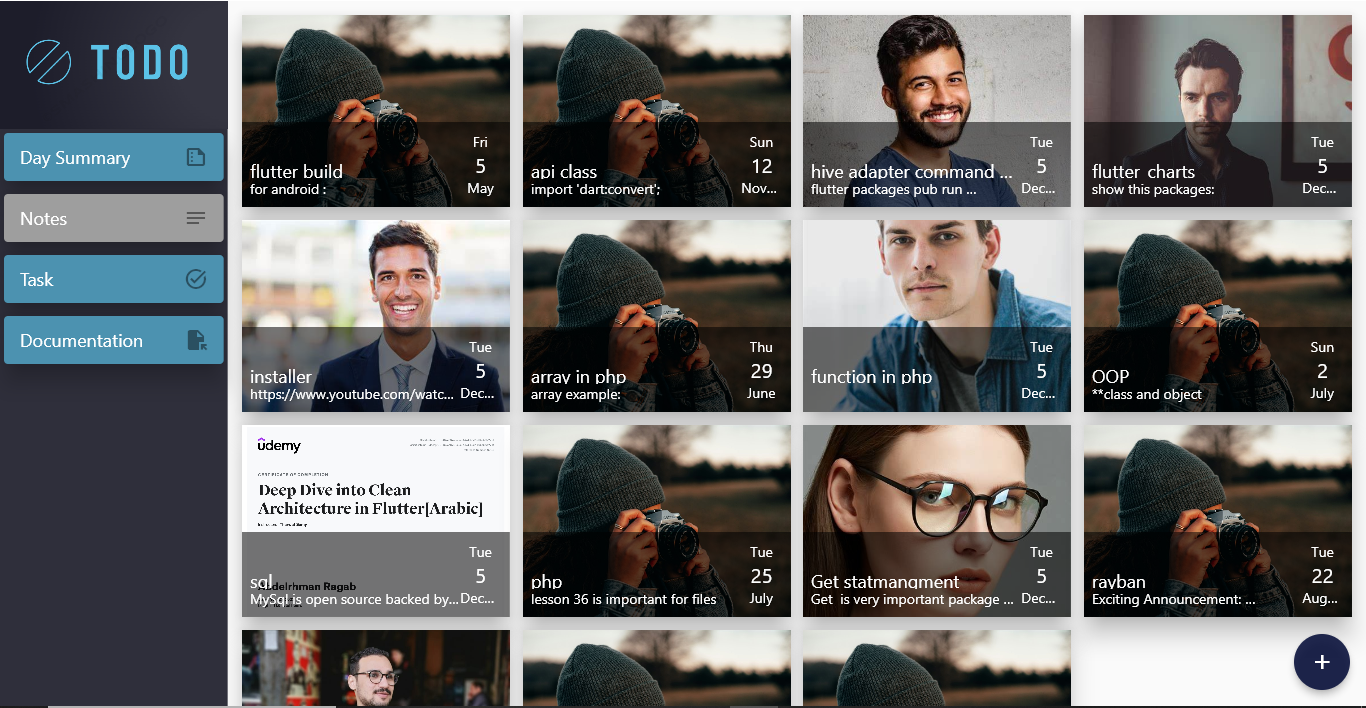 TODO
Day Summary
Notes
Task
Documentation
flutter build
for android :
Fri
5
May
api class
import 'dart:convert';
Sun
12
Nov...
hive adapter command ...
flutter packages pub run ...
Tue
5
Dec...
flutter charts
show this packages:
Tue
5
Dec...
installer
https://www.youtube.com/watc...
Tue
5
Dec...
array in php
array example:
Thu
29
June
function in php
Tue
5
Dec...
OOP
**class and object
Sun
2
July
ûdemy
CERTIFICATE OF COMPLETION
Deep Dive into Clean
Architecture in Flutter[Arabic]
Abdelrhman Ragab
sql
MySql is open source backed by...
Tue
5
Dec...
php
lesson 36 is important for files
Tue
25
July
Get statmangment
Get is very important package ...
Tue
5
Dec...
rayban
Exciting Announcement: ...
Tue
22
Aug...
+